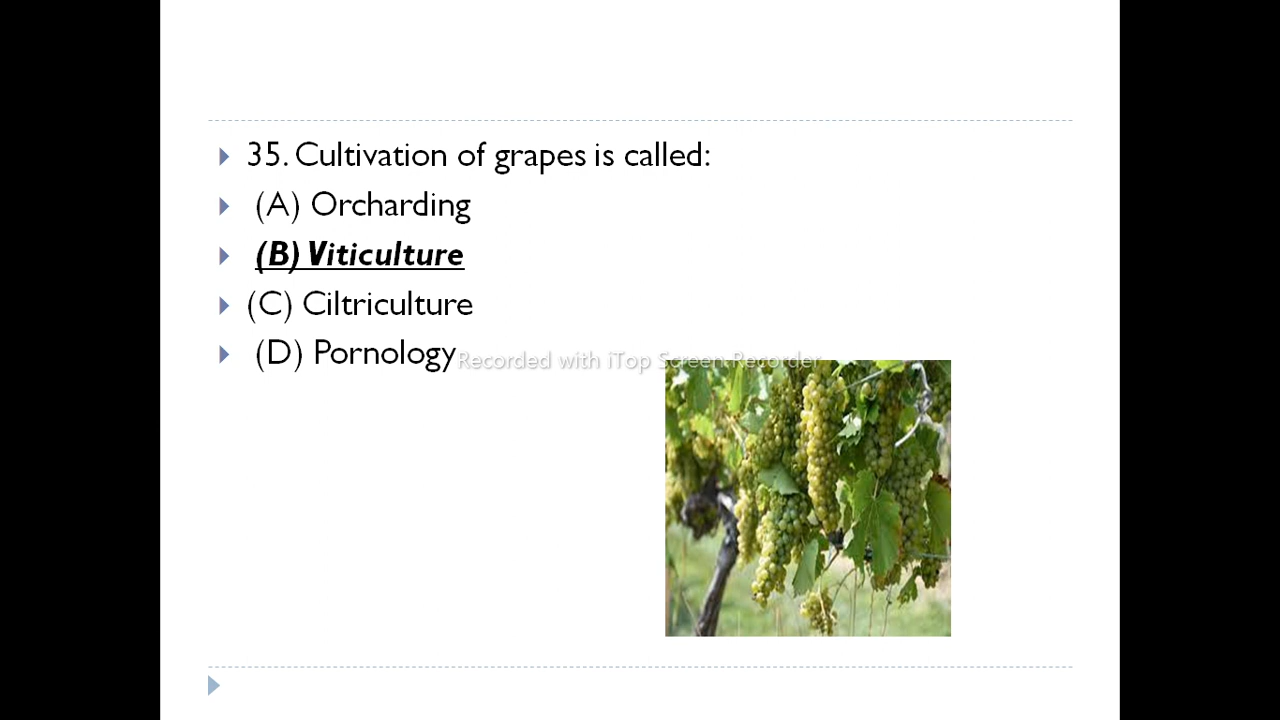 35. Cultivation of grapes is called:
(A) Orcharding
(B) Viticulture
(C) Ciltriculture
(D) Pornology
Recorded with iTop Screen Recorder